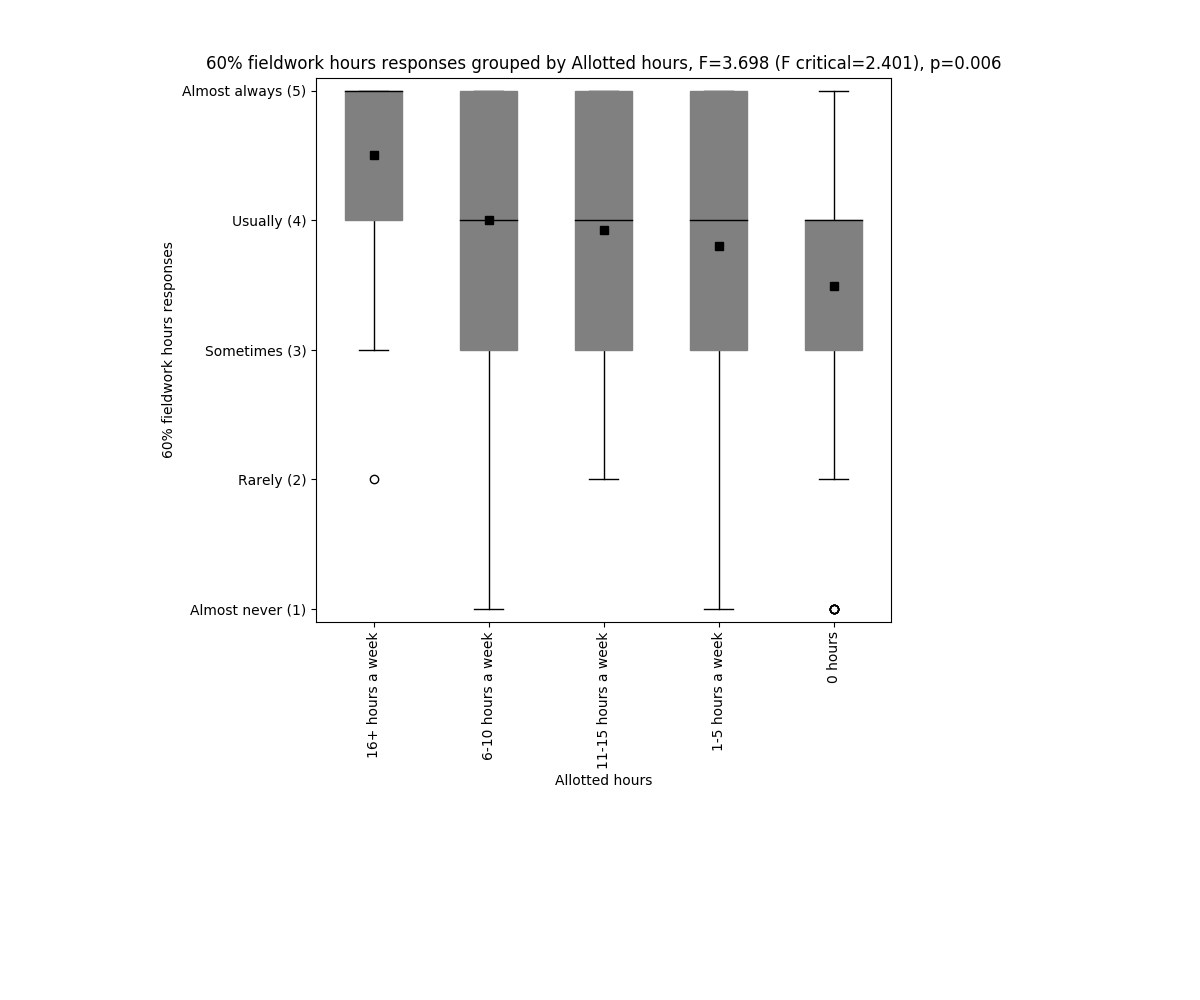 60% fieldwork hours responses grouped by Allotted hours, F=3.698 (F critical=2.401), p=0.006
60% fieldwork hours responses
Almost always (5)
Usually (4)
Sometimes (3)
Rarely (2)
Almost never (1)
16+ hours a week
6-10 hours a week
11-15 hours a week
1-5 hours a week
0 hours
Allotted hours